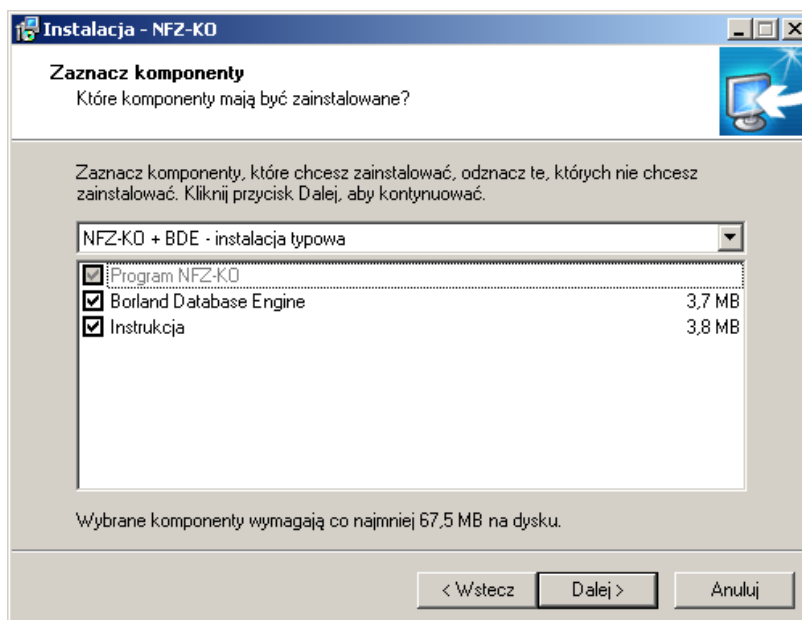 Instalacja - NFZ-KO
Zaznacz komponenty
Które komponenty mają być zainstalowane?
Zaznacz komponenty, które chcesz zainstalować, odznacz te, których nie chcesz
zainstalować. Kliknij przycisk Dalej, aby kontynuować.
NFZ-KO + BDE - instalacja typowa
Program NFZ-KO
Borland Database Engine 3,7 MB
Instrukcja 3,8 MB
Wybrane komponenty wymagają co najmniej 67,5 MB na dysku.
< Wstecz Dalej > Anuluj